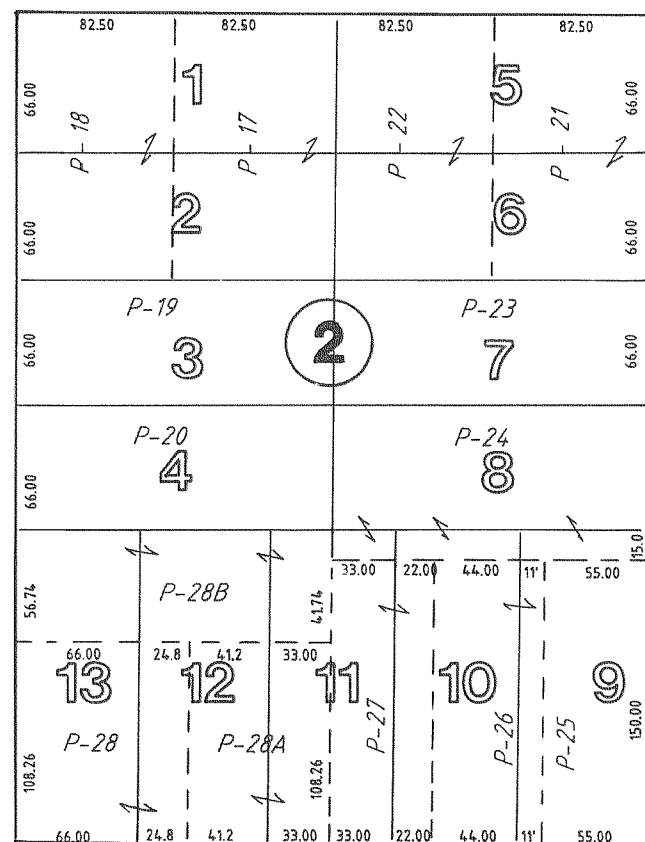 82.50 82.50 82.50 82.50
66.00 1 5 66.00
P 18 P 17 P 22 P 21
66.00 2 6 66.00
P-19 P-23
66.00 3 2 7 66.00
P-20 P-24
66.00 4 8
15.0
33.00 22.00 44.00 11' 55.00
56.74 P-28B 41.74
66.00 24.8 41.2 33.00
13 12 11 10 9
P-28 P-28A P-27 P-26 P-25 150.00
108.26 108.26
66.00 24.8 41.2 33.00 33.00 22.00 44.00 11' 55.00